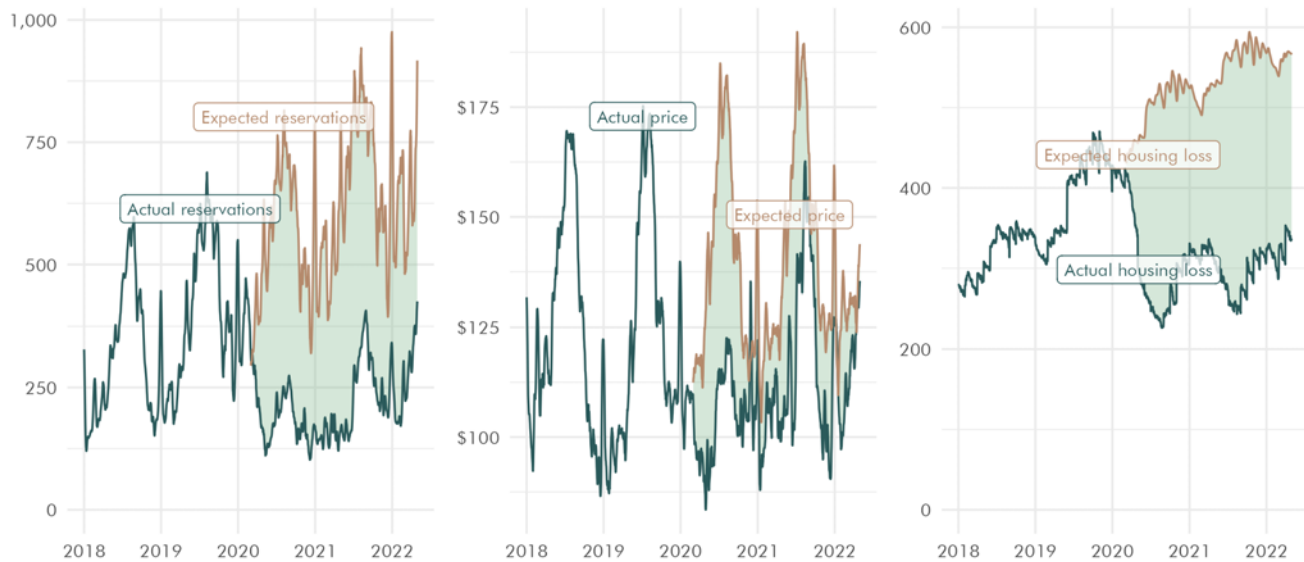 1,000
750
500
250
0
Expected reservations
Actual reservations
2018 2019 2020 2021 2022
$175
$150
$125
$100
Actual price
Expected price
2018 2019 2020 2021 2022
600
400
200
0
Expected housing loss
Actual housing loss
2018 2019 2020 2021 2022